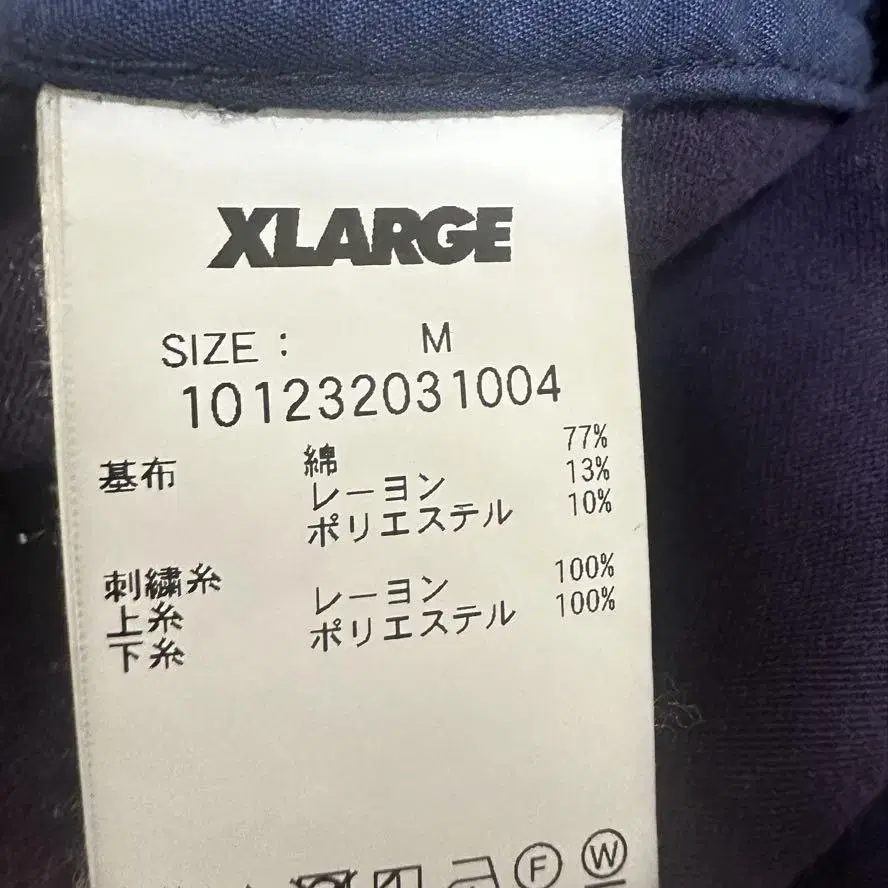 XLARGE
SIZE : M
101232031004
基布 綿 77%
レーヨン 13%
ポリエステル 10%
刺繍糸
上糸 レーヨン 100%
下糸 ポリエステル 100%
F W